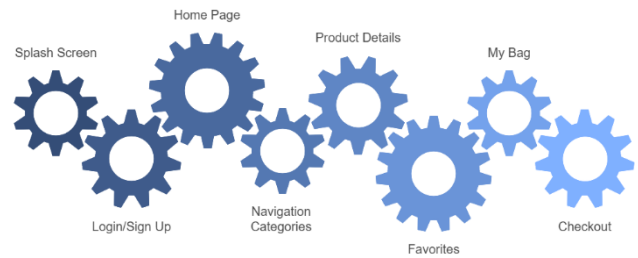 Home Page
Product Details
Splash Screen
My Bag
Login/Sign Up
Navigation
Categories
Favorites
Checkout